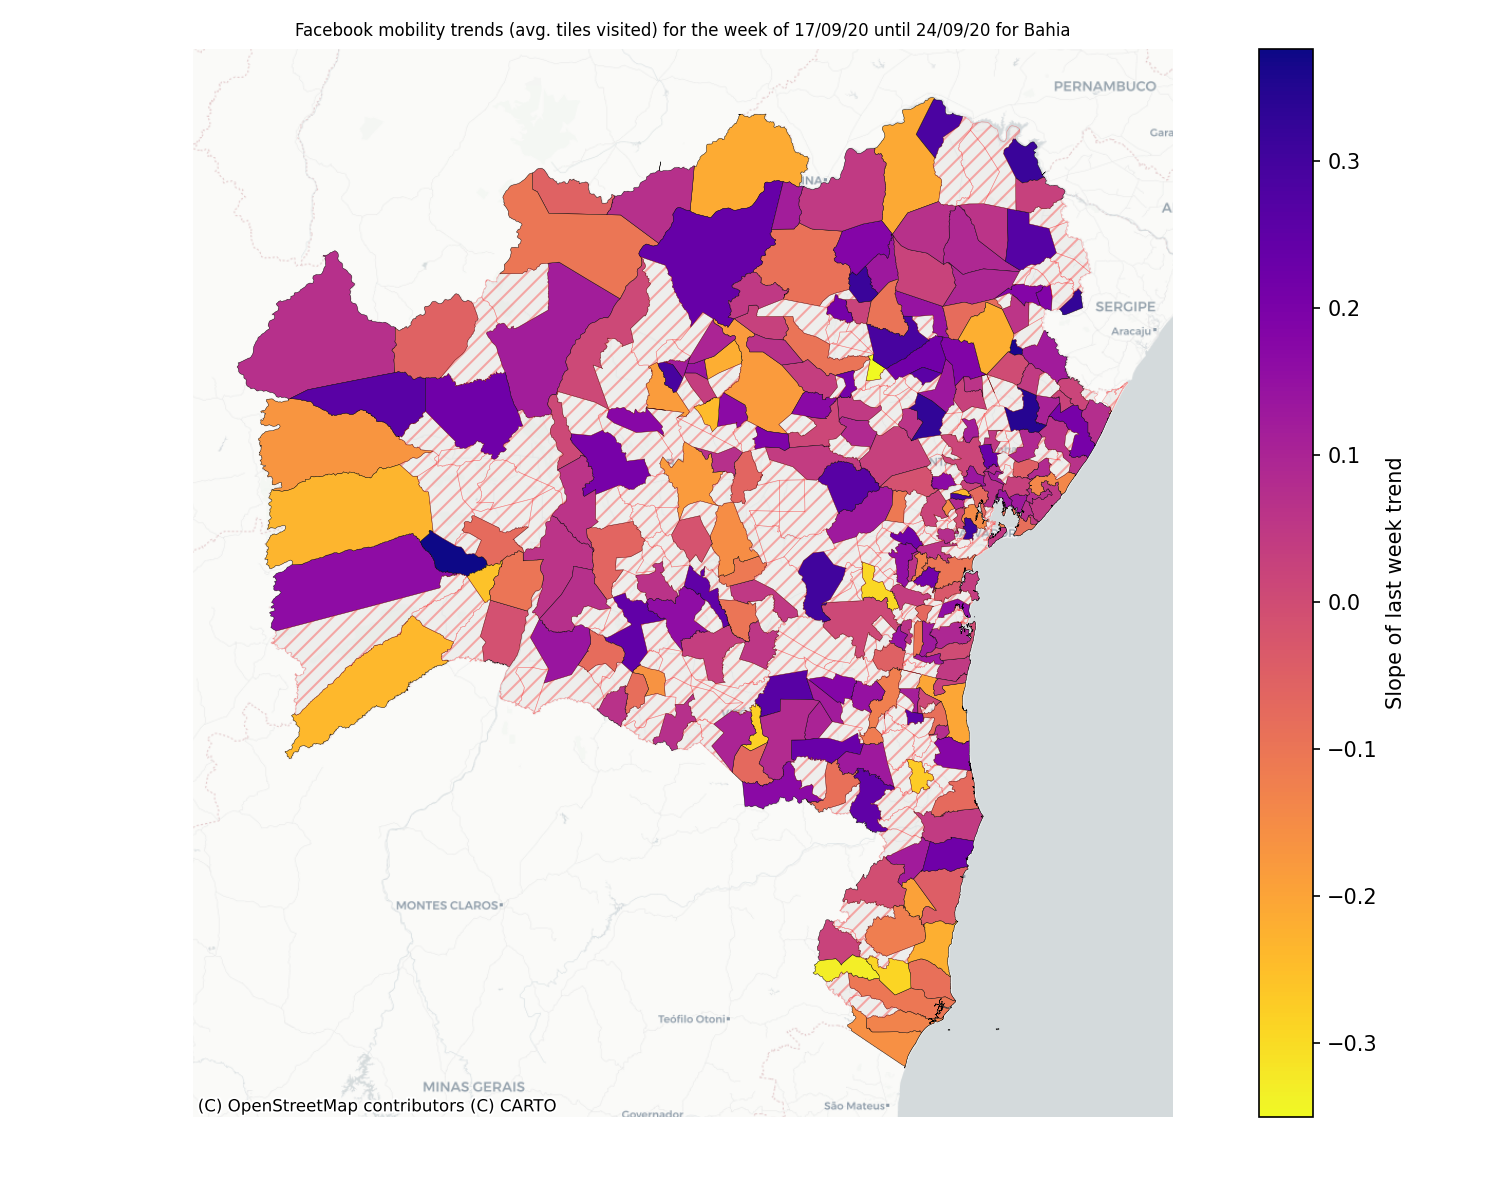 Facebook mobility trends (avg. tiles visited) for the week of 17/09/20 until 24/09/20 for Bahia
PERNAMBUCO
Gara
INA
A
SERGIPE
Aracaju
MONTES CLAROS
Teófilo Otoni
MINAS GERAIS
São Mateus
Governador
(C) OpenStreetMap contributors (C) CARTO
0.3
0.2
0.1
0.0
−0.1
−0.2
−0.3
Slope of last week trend